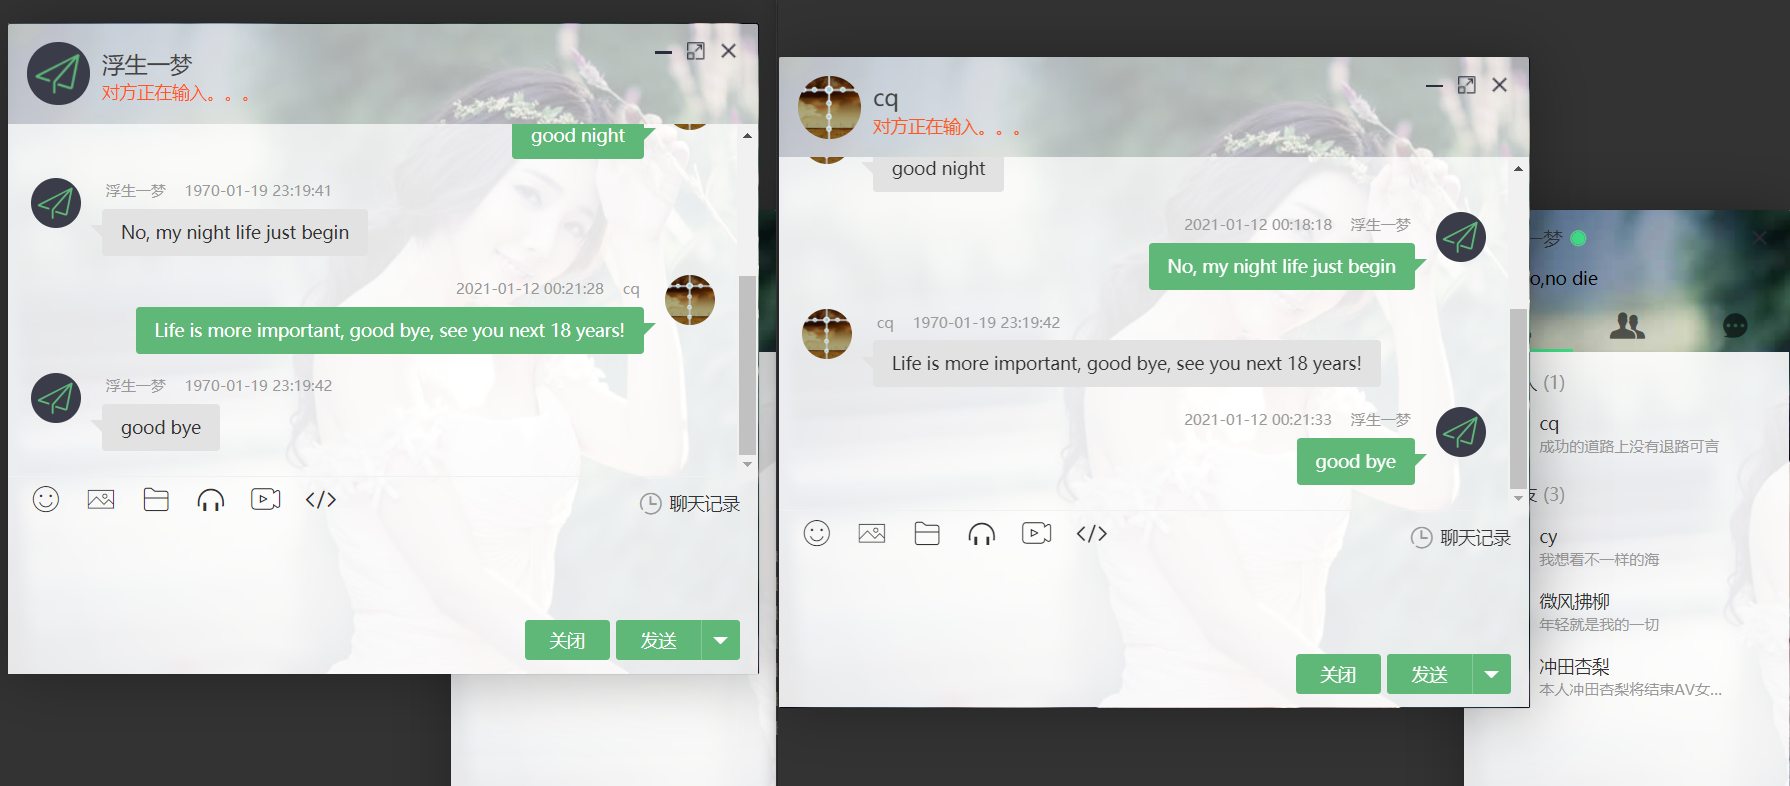 浮生一梦
对方正在输入。。。
good night
浮生一梦 1970-01-19 23:19:41
No, my night life just begin
2021-01-12 00:21:28 cq
Life is more important, good bye, see you next 18 years!
浮生一梦 1970-01-19 23:19:42
good bye
聊天记录
关闭 发送
cq
对方正在输入。。。
good night
2021-01-12 00:18:18 浮生一梦
No, my night life just begin
cq 1970-01-19 23:19:42
Life is more important, good bye, see you next 18 years!
2021-01-12 00:21:33 浮生一梦
good bye
聊天记录
关闭 发送
一梦
o,no die
人 (1)
cq
成功的道路上没有退路可言
友 (3)
cy
我想看不一样的海
微风拂柳
年轻就是我的一切
冲田杏梨
本人冲田杏梨将结束AV女...